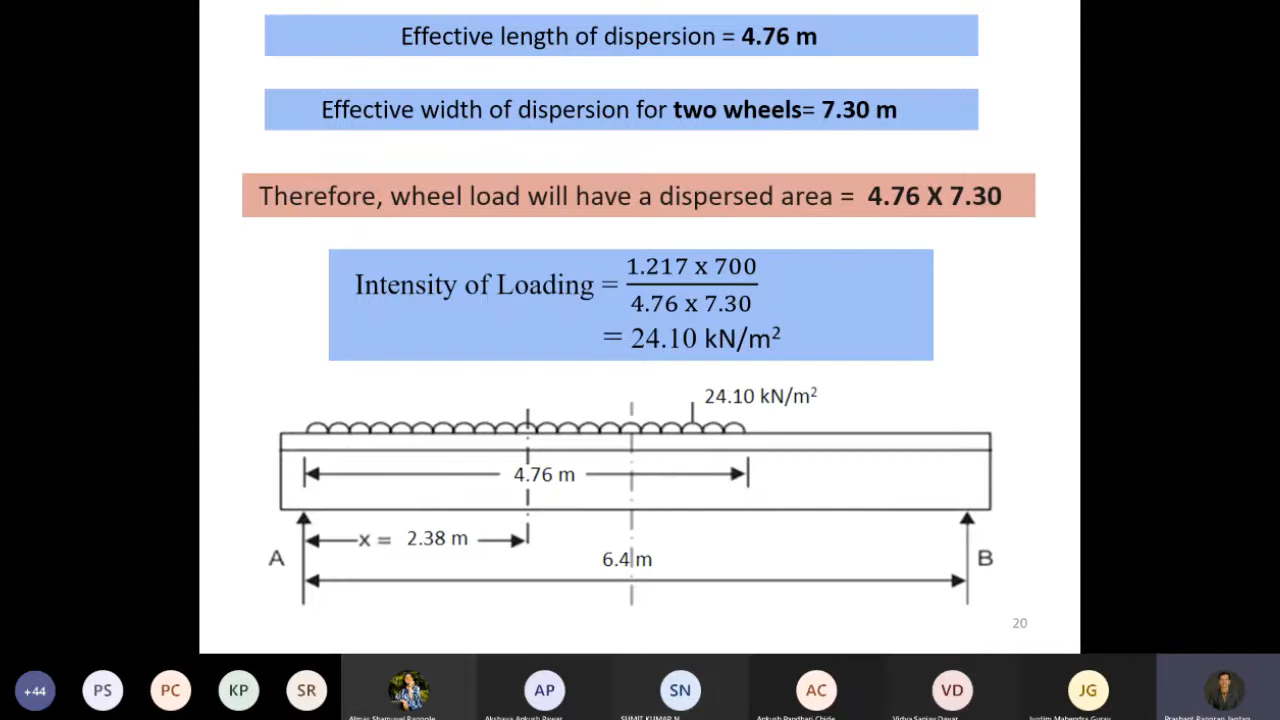 Effective length of dispersion = 4.76 m
Effective width of dispersion for two wheels= 7.30 m
Therefore, wheel load will have a dispersed area = 4.76 X 7.30
Intensity of Loading = 1.217 x 700 / 4.76 x 7.30
= 24.10 kN/m²
24.10 kN/m²
4.76 m
x = 2.38 m
A
6.4 m
B
20
+44
PS
PC
KP
SR
AP
SN
AC
VD
JG
SUMIT KUMAR N